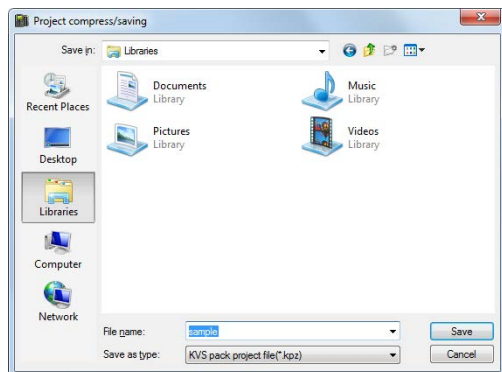 Project compress/saving
Save in: Libraries
Recent Places
Desktop
Libraries
Computer
Network
Documents
Library
Music
Library
Pictures
Library
Videos
Library
File name: sample
Save
Save as type: KVS pack project file(*.kpz)
Cancel